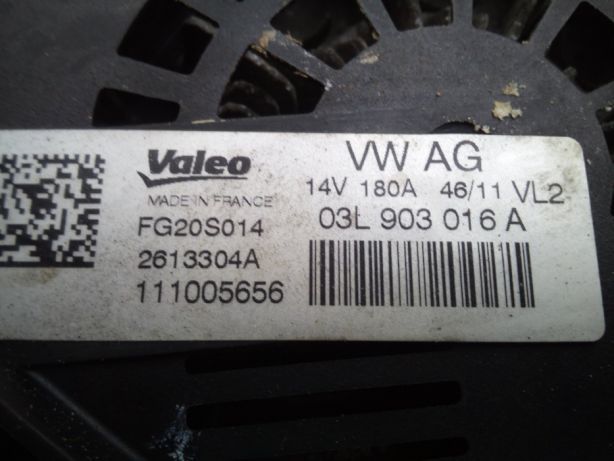 Valeo
MADE IN FRANCE
FG20S014
2613304A
111005656
VW AG
14V 180A 46/11 VL2
03L 903 016 A